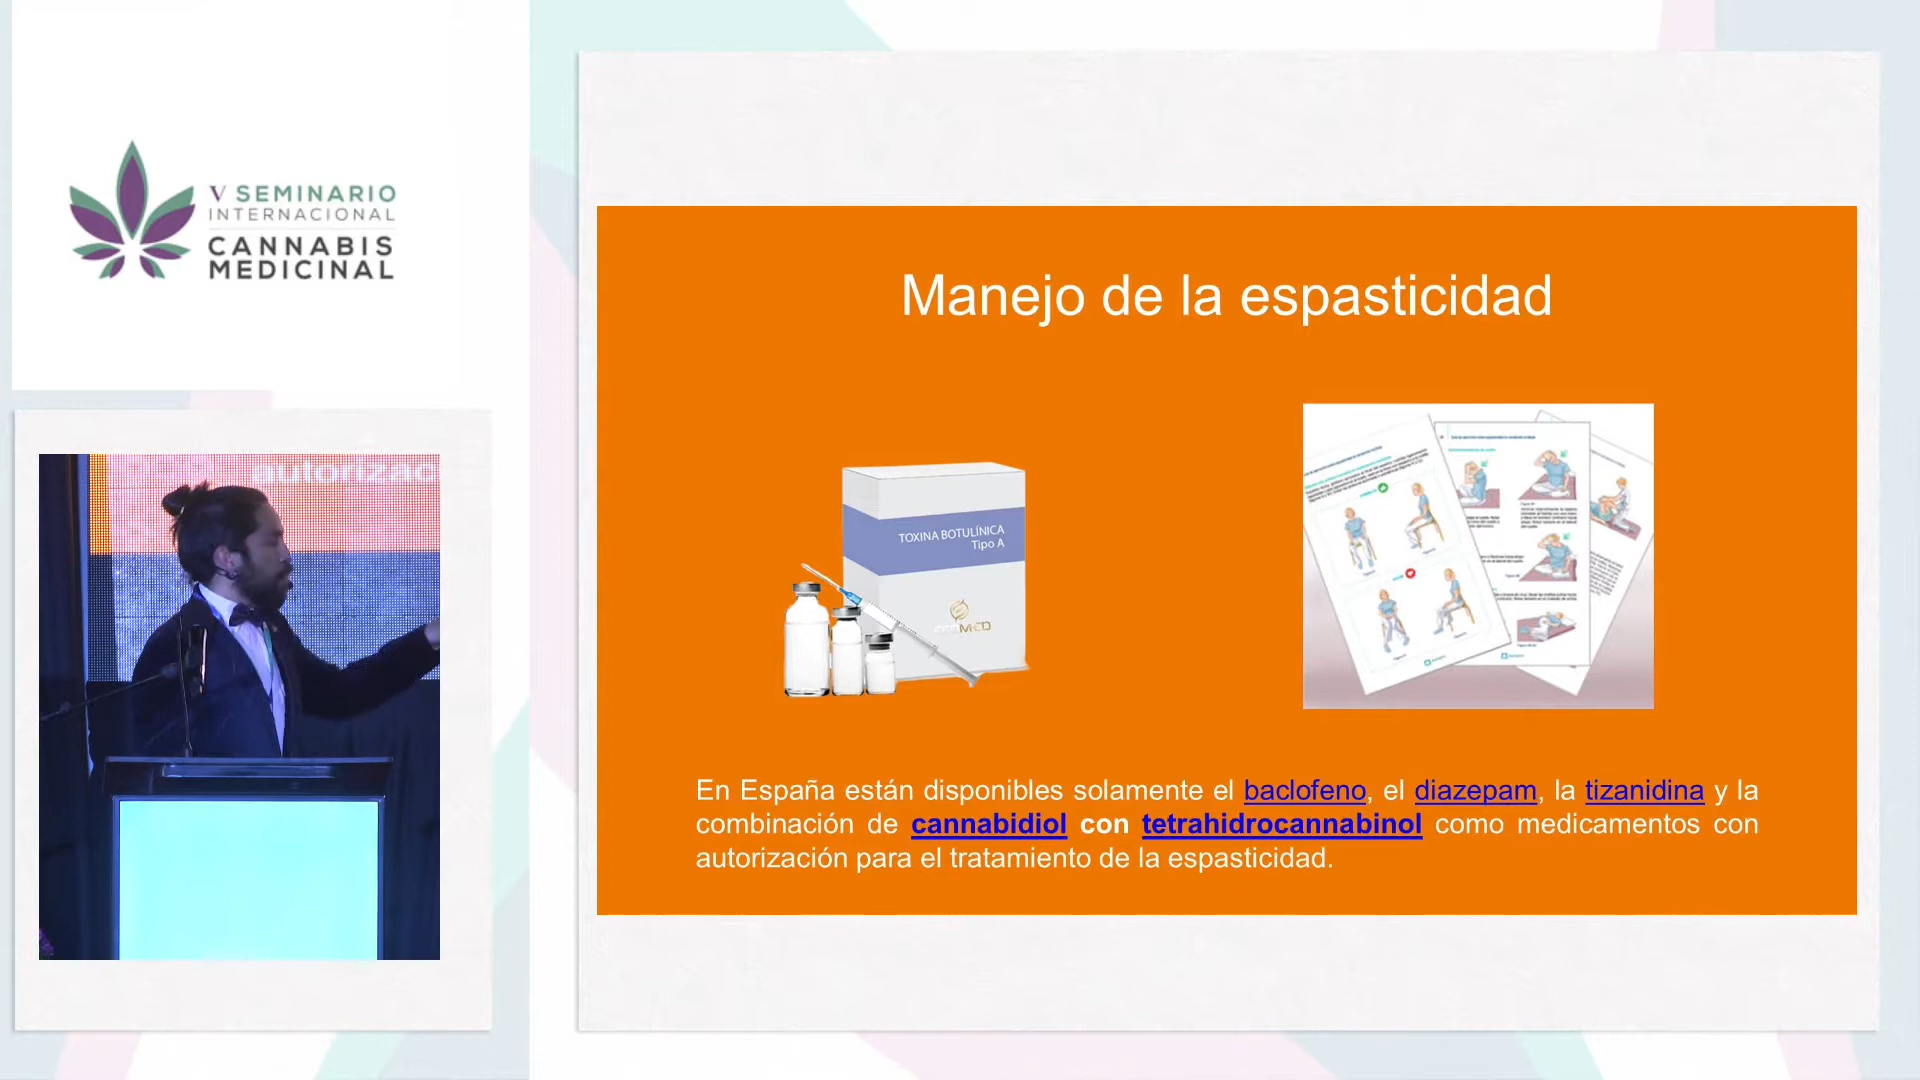 V SEMINARIO
INTERNACIONAL
CANNABIS
MEDICINAL
autorizac
Manejo de la espasticidad
TOXINA BOTULÍNICA
Tipo A
En España están disponibles solamente el baclofeno, el diazepam, la tizanidina y la
combinación de cannabidiol con tetrahidrocannabinol como medicamentos con
autorización para el tratamiento de la espasticidad.